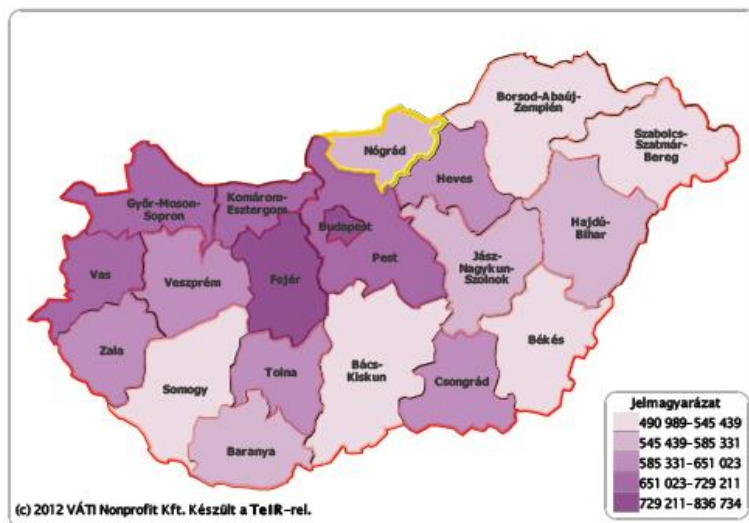 Borsod-Abaúj-
Zemplén
Szabolcs-
Szatmár-
Bereg
Nógrád
Heves
Győr-Moson-
Sopron
Komárom-
Esztergom
Budapest
Hajdú-
Bihar
Vas
Veszprém
Fejér
Pest
Jász-
Nagykun-
Szolnok
Zala
Somogy
Tolna
Bács-
Kiskun
Csongrád
Békés
Baranya
Jelmagyarázat
490 989-545 439
545 439-585 331
585 331-651 023
651 023-729 211
729 211-836 734
(c) 2012 VÁTI Nonprofit Kft. Készült a TeIR-rel.